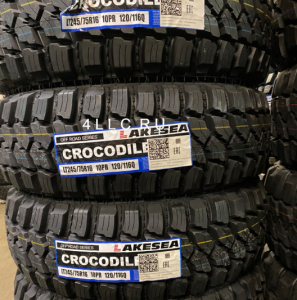 CROCODILE
LT245/75R16 10PR 120/116Q
4LLC.RU
OFF ROAD SERIES
LAKESEA
CROCODILE
LT245/75R16 10PR 120/116Q
OFF ROAD SERIES
LAKESEA
CROCODILE
LT245/75R16 10PR 120/116Q